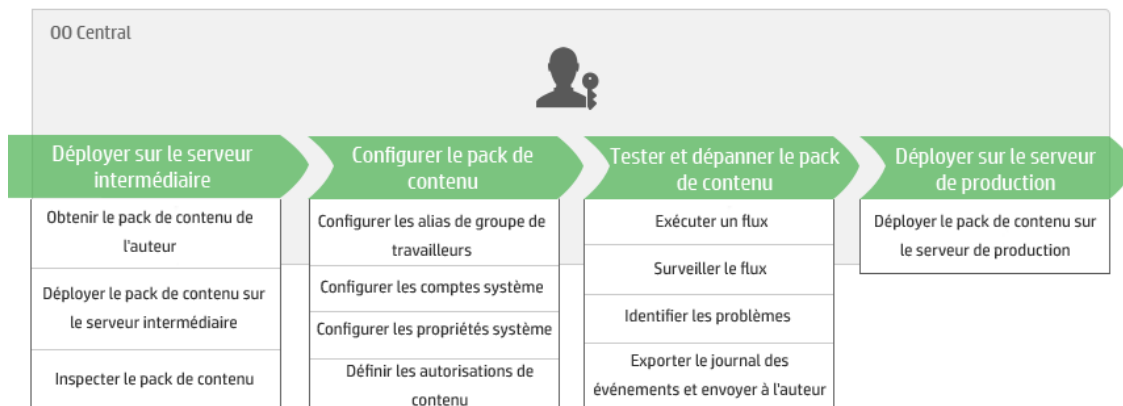 OO Central
Déployer sur le serveur
intermédiaire
Obtenir le pack de contenu de
l'auteur
Déployer le pack de contenu sur
le serveur intermédiaire
Inspecter le pack de contenu
Configurer le pack de
contenu
Configurer les alias de groupe de
travailleurs
Configurer les comptes système
Configurer les propriétés système
Définir les autorisations de
contenu
Tester et dépanner le pack
de contenu
Exécuter un flux
Surveiller le flux
Identifier les problèmes
Exporter le journal des
événements et envoyer à l'auteur
Déployer sur le serveur
de production
Déployer le pack de contenu sur
le serveur de production